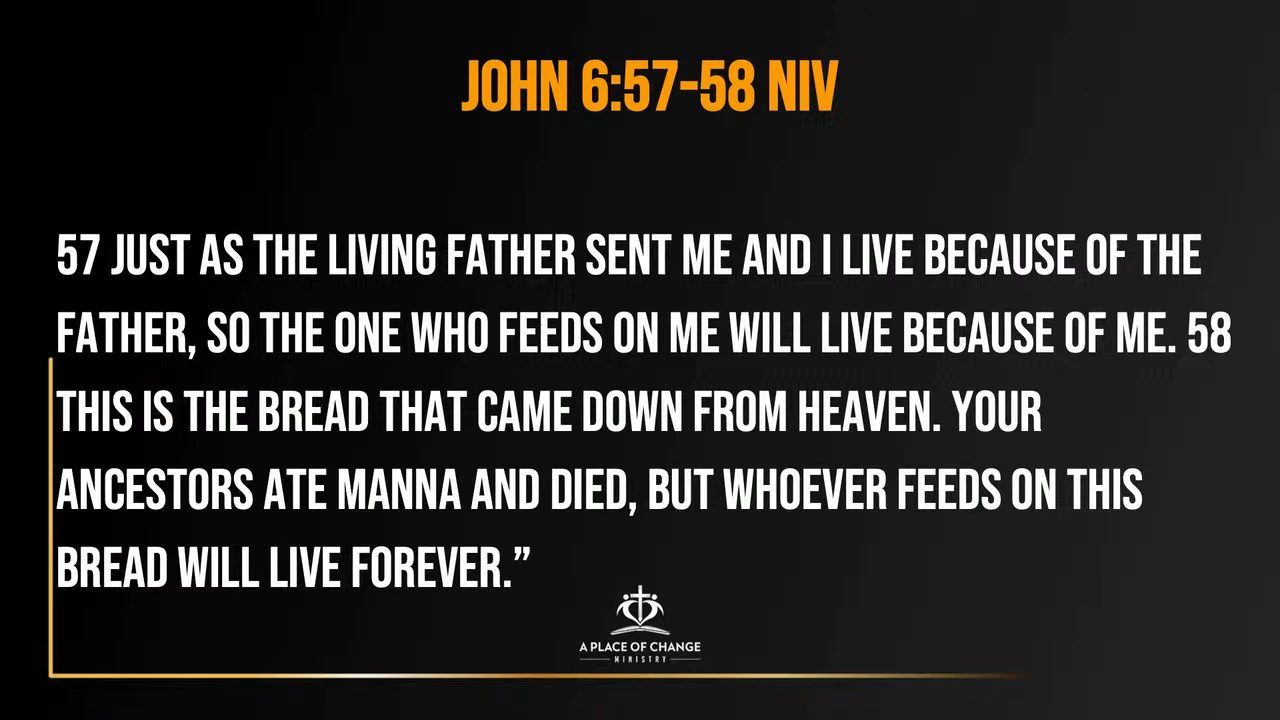 JOHN 6:57-58 NIV
57 JUST AS THE LIVING FATHER SENT ME AND I LIVE BECAUSE OF THE
FATHER, SO THE ONE WHO FEEDS ON ME WILL LIVE BECAUSE OF ME. 58
THIS IS THE BREAD THAT CAME DOWN FROM HEAVEN. YOUR
ANCESTORS ATE MANNA AND DIED, BUT WHOEVER FEEDS ON THIS
BREAD WILL LIVE FOREVER.”
A PLACE OF CHANGE
MINISTRY